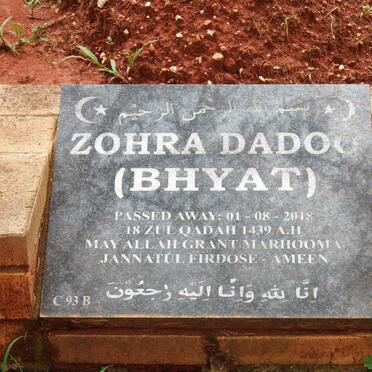 بسم الله الرحمن الرحيم
ZOHRA DADOO
(BHYAT)
PASSED AWAY: 01 - 08 - 2018
18 ZUL QADAH 1439 A.H
MAY ALLAH GRANT MARHOOMA
JANNATUL FIRDOSE - AMEEN
انا لله وانا اليه راجعون
C 93 B